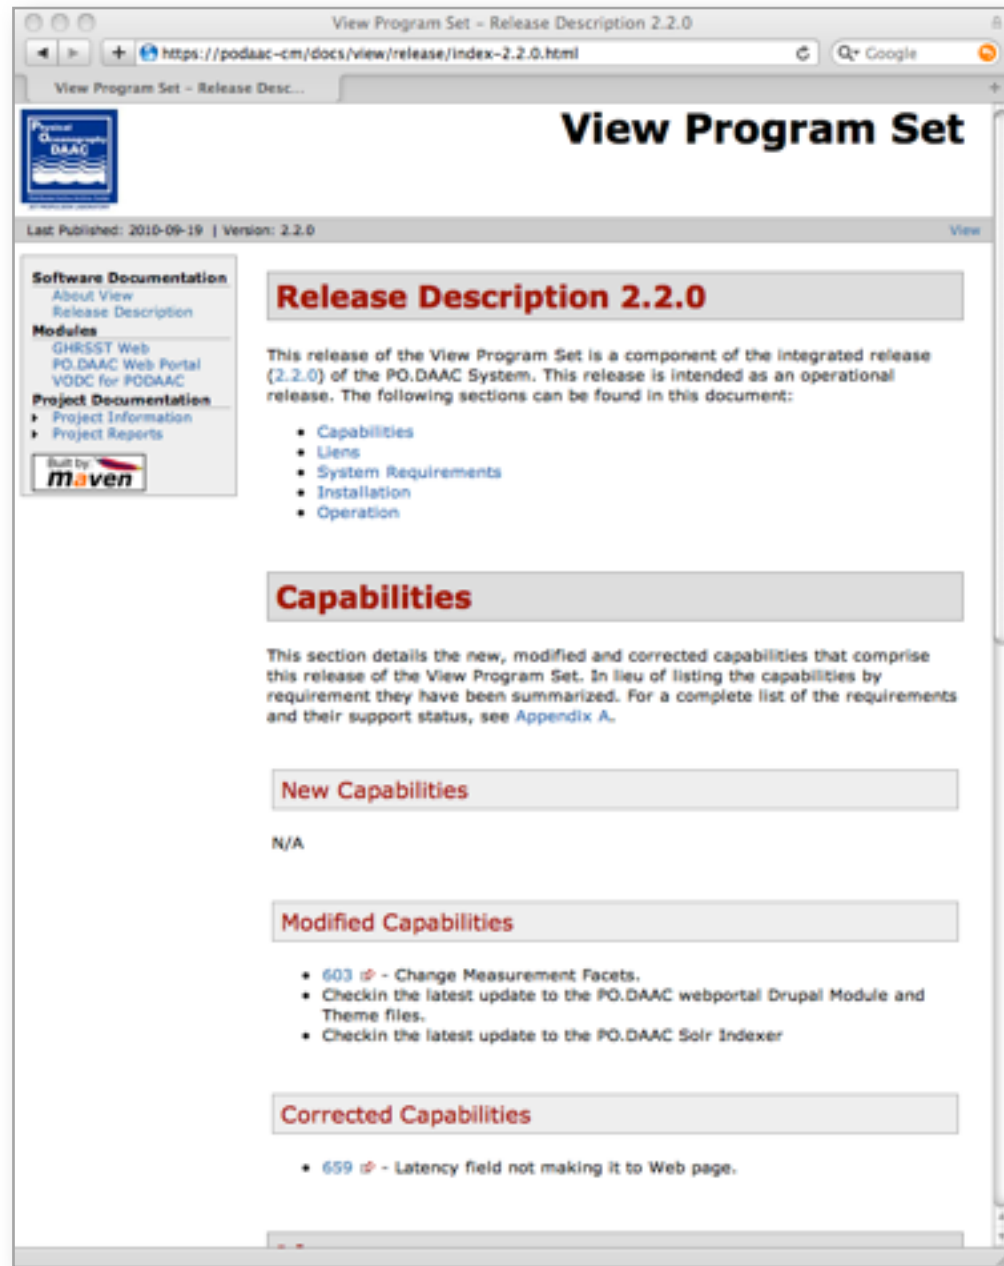 View Program Set – Release Description 2.2.0
https://podaac-cm/docs/view/release/index-2.2.0.html
Google
View Program Set – Release Desc...
Physical
Oceanography
DAAC
View Program Set
Last Published: 2010-09-19 | Version: 2.2.0
View
Software Documentation
About View
Release Description
Modules
GHRSST Web
PO.DAAC Web Portal
VODC for PODAAC
Project Documentation
Project Information
Project Reports
Built by:
maven
Release Description 2.2.0
This release of the View Program Set is a component of the integrated release
(2.2.0) of the PO.DAAC System. This release is intended as an operational
release. The following sections can be found in this document:
• Capabilities
• Liens
• System Requirements
• Installation
• Operation
Capabilities
This section details the new, modified and corrected capabilities that comprise
this release of the View Program Set. In lieu of listing the capabilities by
requirement they have been summarized. For a complete list of the requirements
and their support status, see Appendix A.
New Capabilities
N/A
Modified Capabilities
• 603 - Change Measurement Facets.
• Checkin the latest update to the PO.DAAC webportal Drupal Module and
Theme files.
• Checkin the latest update to the PO.DAAC Solr Indexer
Corrected Capabilities
• 659 - Latency field not making it to Web page.